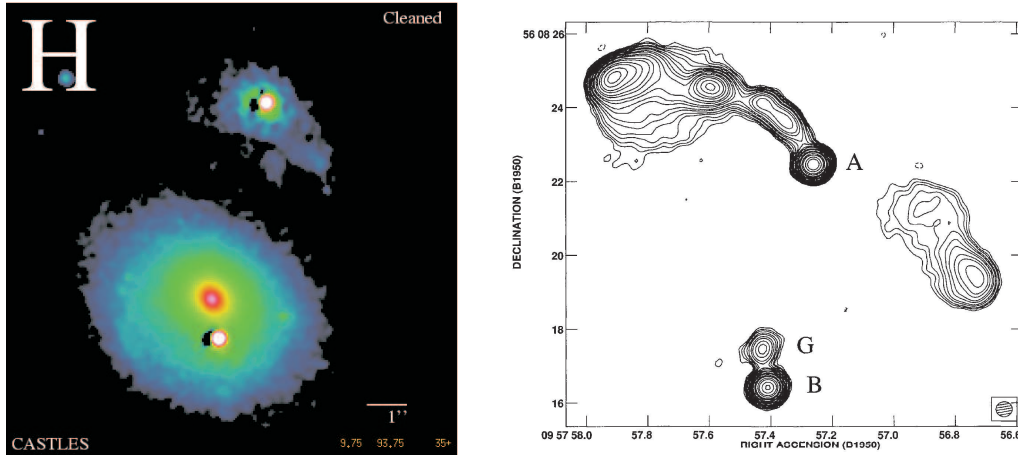 H
Cleaned
1’’
CASTLES
9.75 93.75 35+
56 08 26
24
22
20
18
16
DECLINATION (B1950)
A
G
B
09 57 58.0 57.8 57.6 57.4 57.2 57.0 56.8
RIGHT ASCENSION (B1950)